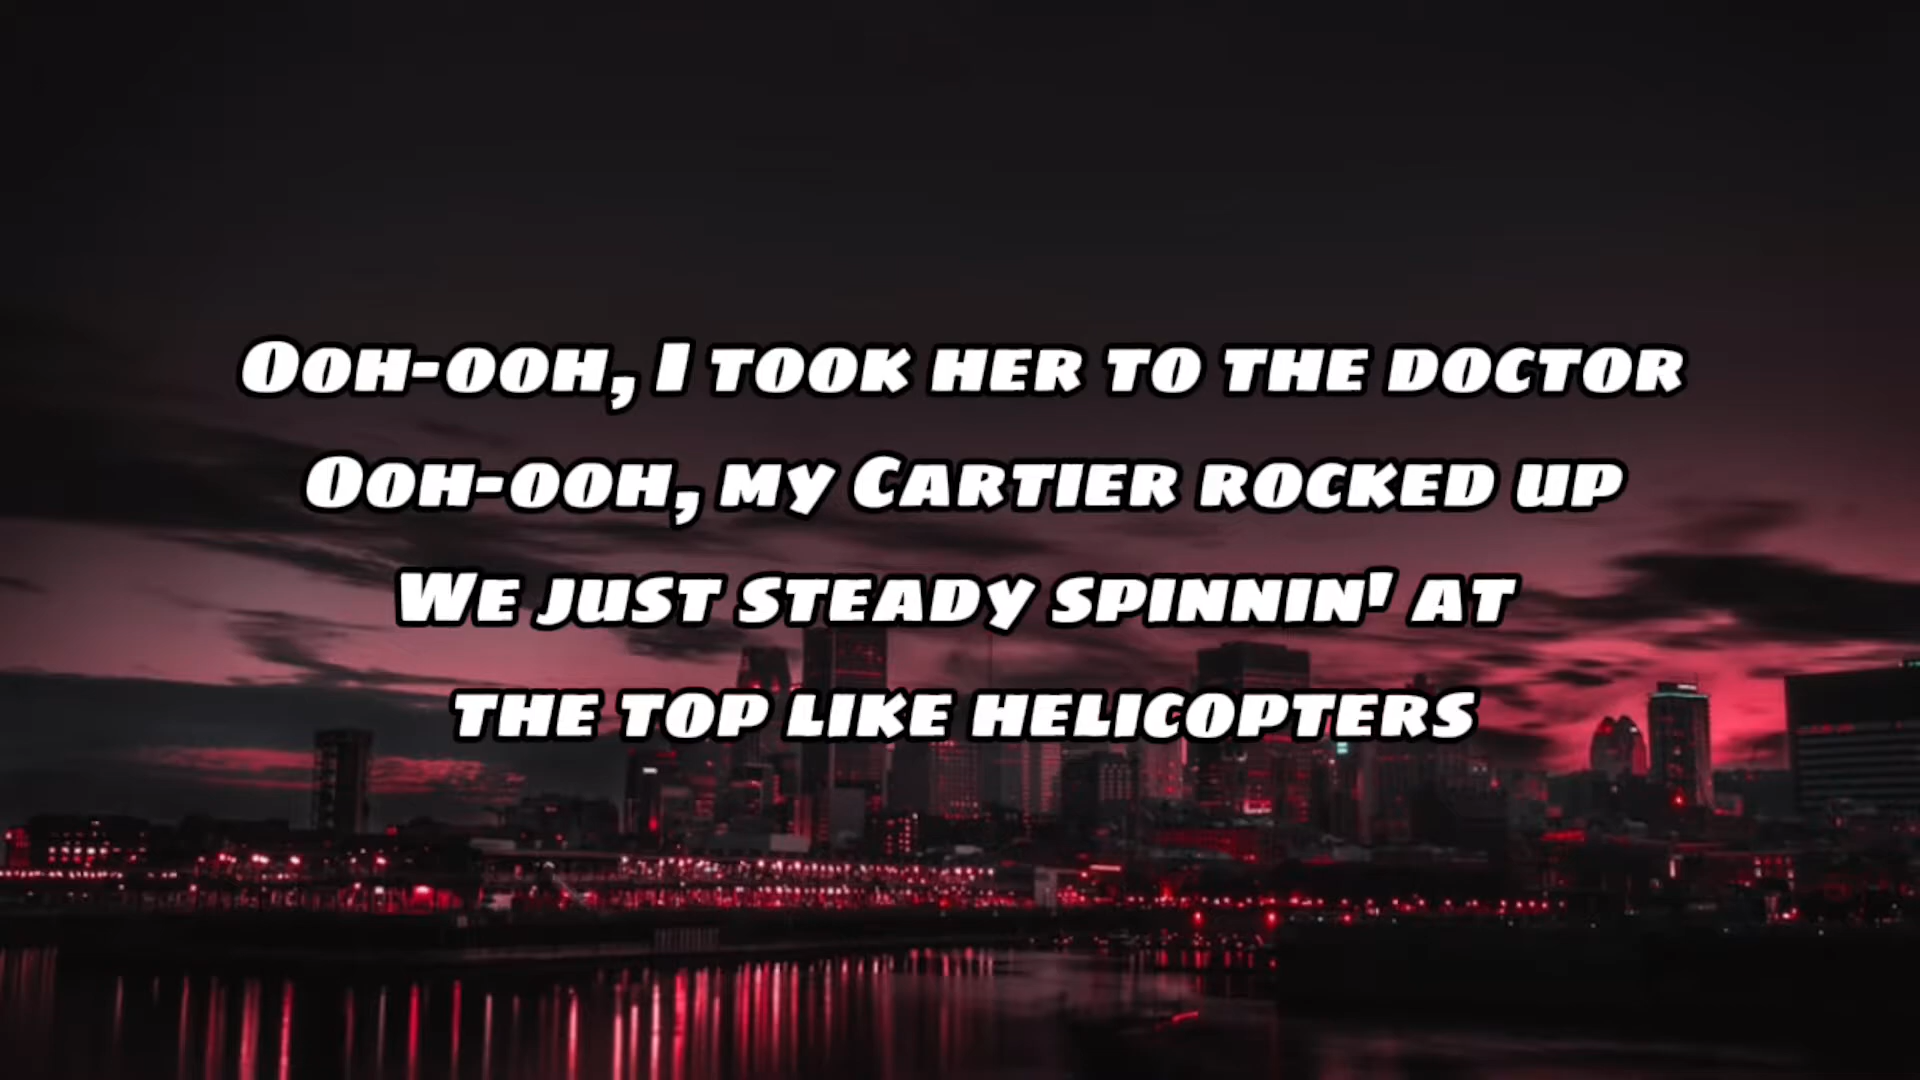 Ooh-ooh, I took her to the doctor
Ooh-ooh, my Cartier rocked up
We just steady spinnin' at
the top like helicopters